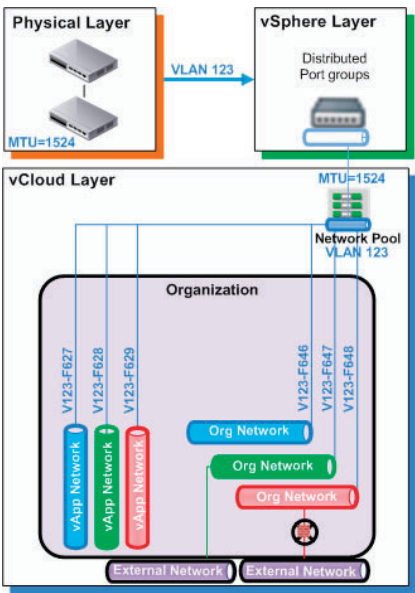 Physical Layer
MTU=1524
VLAN 123
vSphere Layer
Distributed
Port groups
vCloud Layer
MTU=1524
Network Pool
VLAN 123
Organization
V123-F627
V123-F628
V123-F629
V123-F646
V123-F647
V123-F648
vApp Network
vApp Network
vApp Network
Org Network
Org Network
Org Network
External Network
External Network